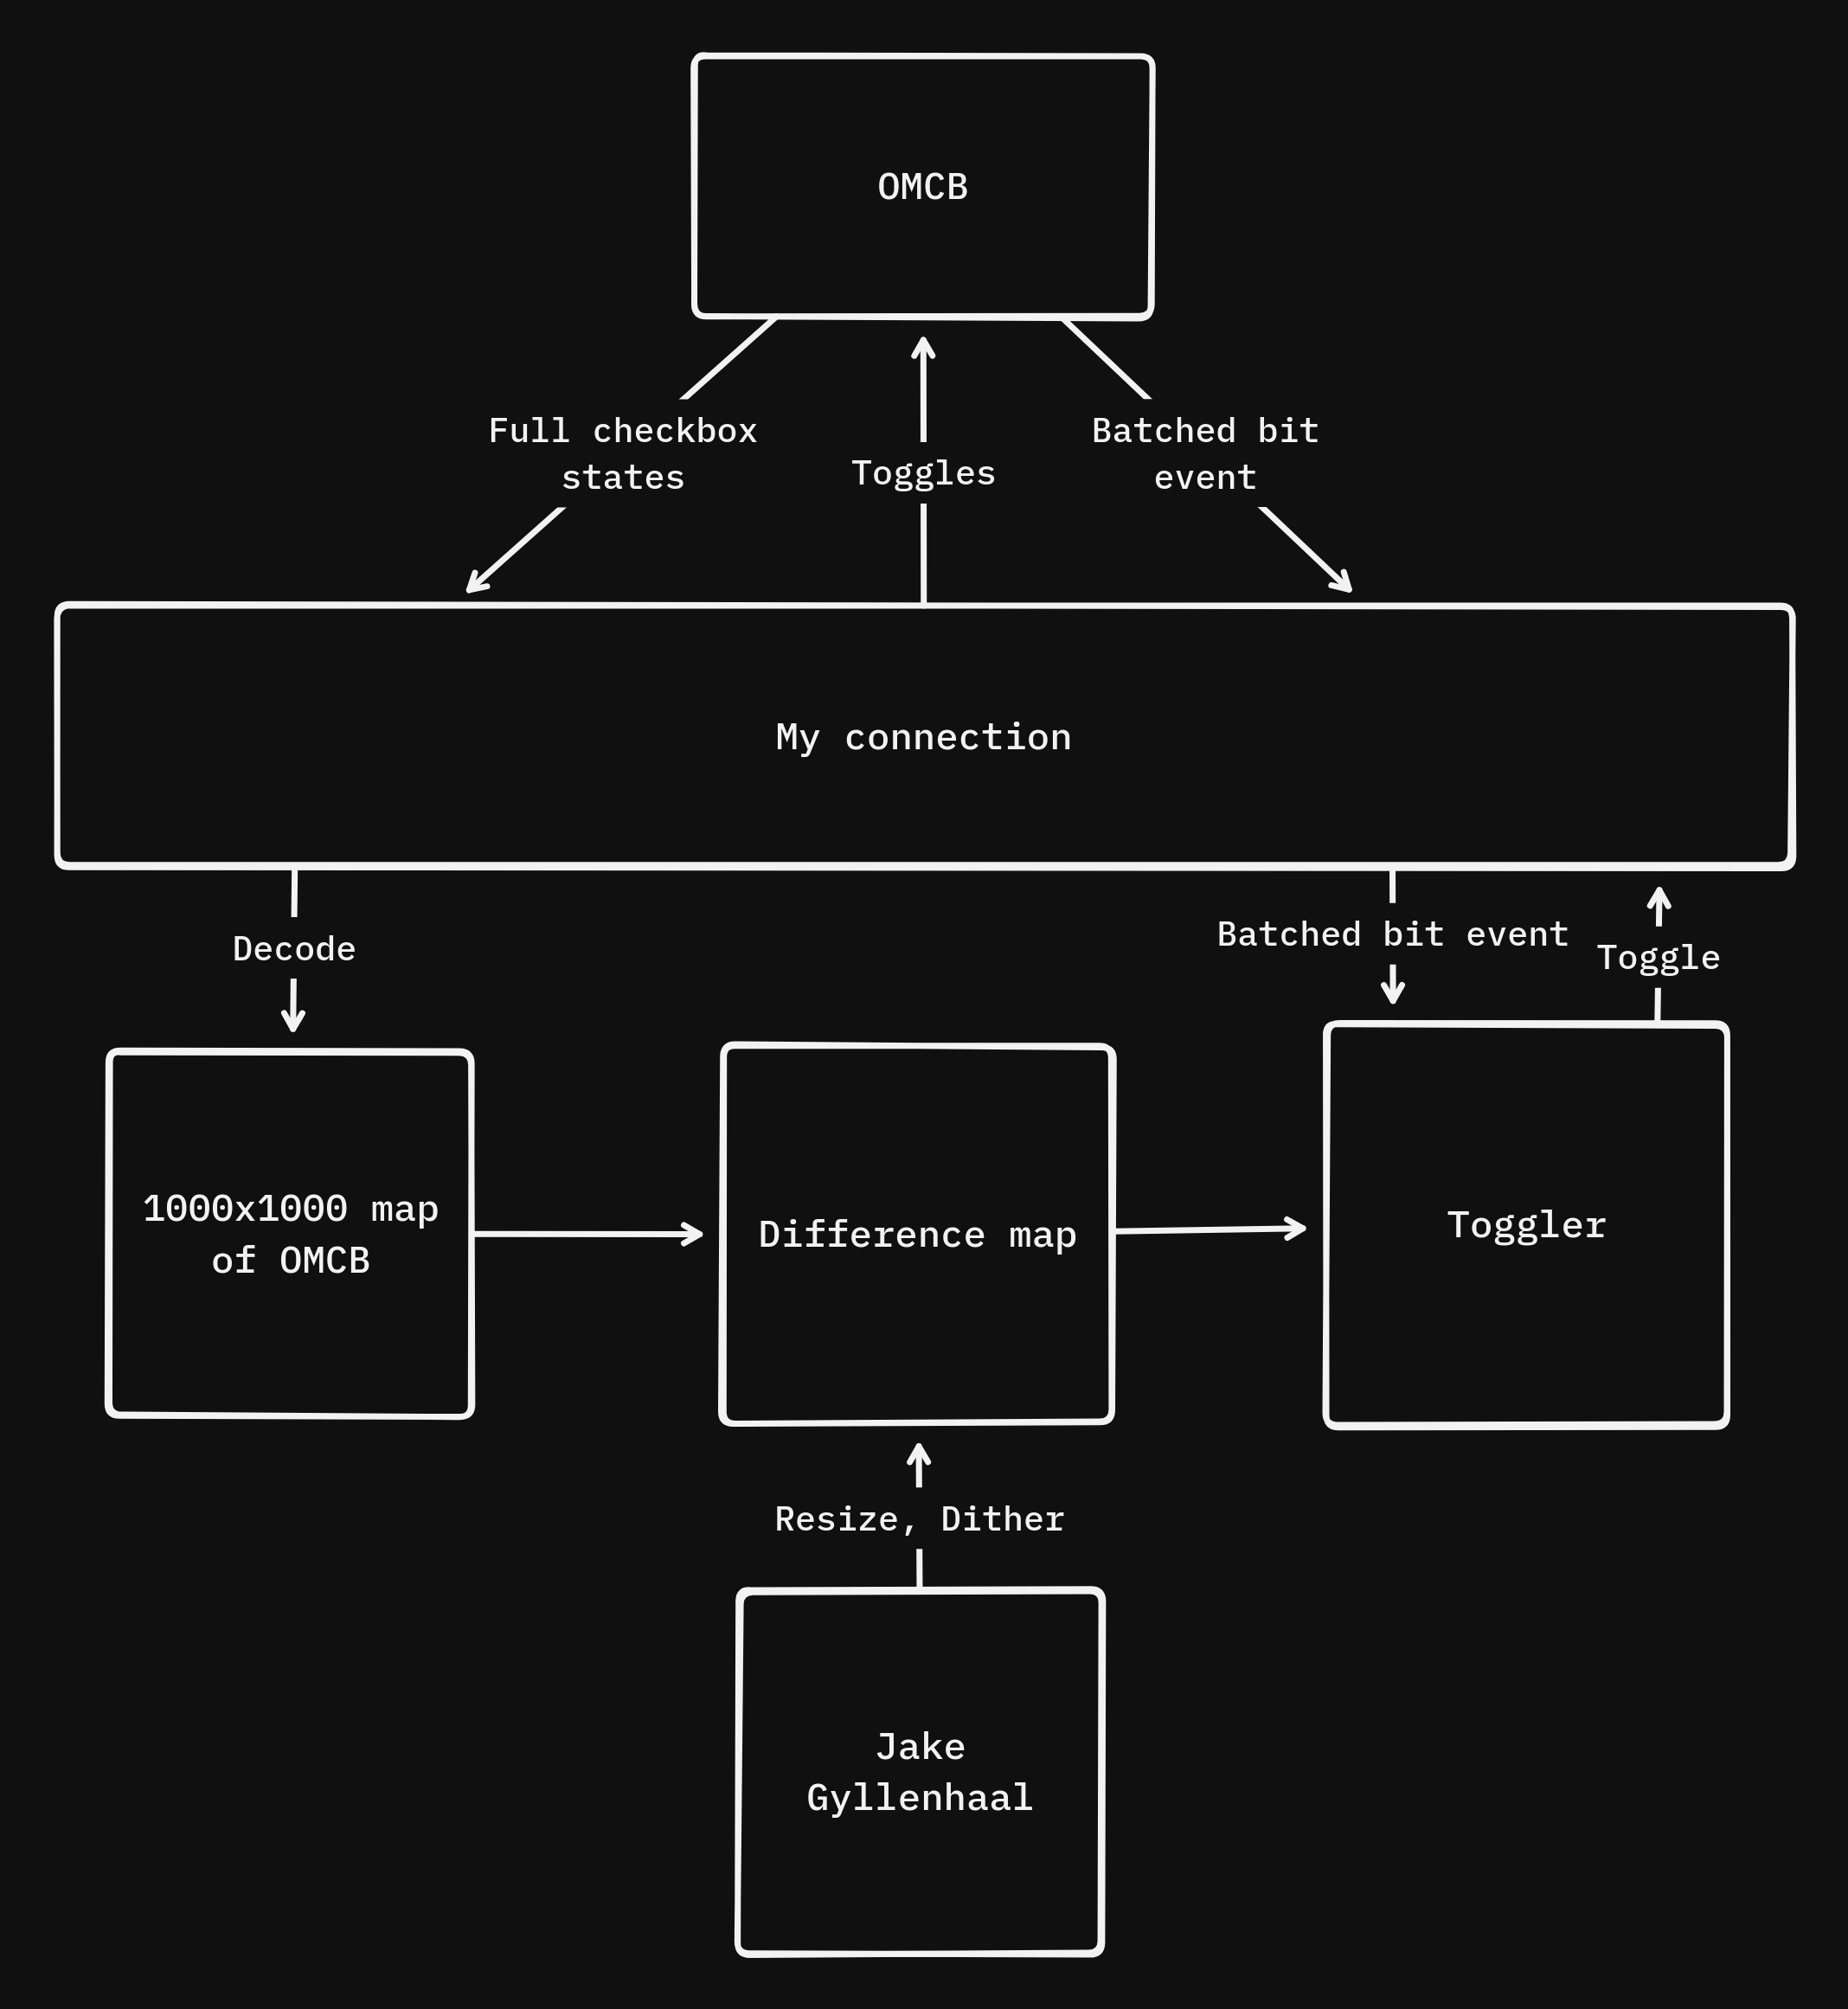 OMCB
Full checkbox
states
Toggles
Batched bit
event
My connection
Decode
Batched bit event
Toggle
1000x1000 map
of OMCB
Difference map
Toggler
Resize, Dither
Jake
Gyllenhaal